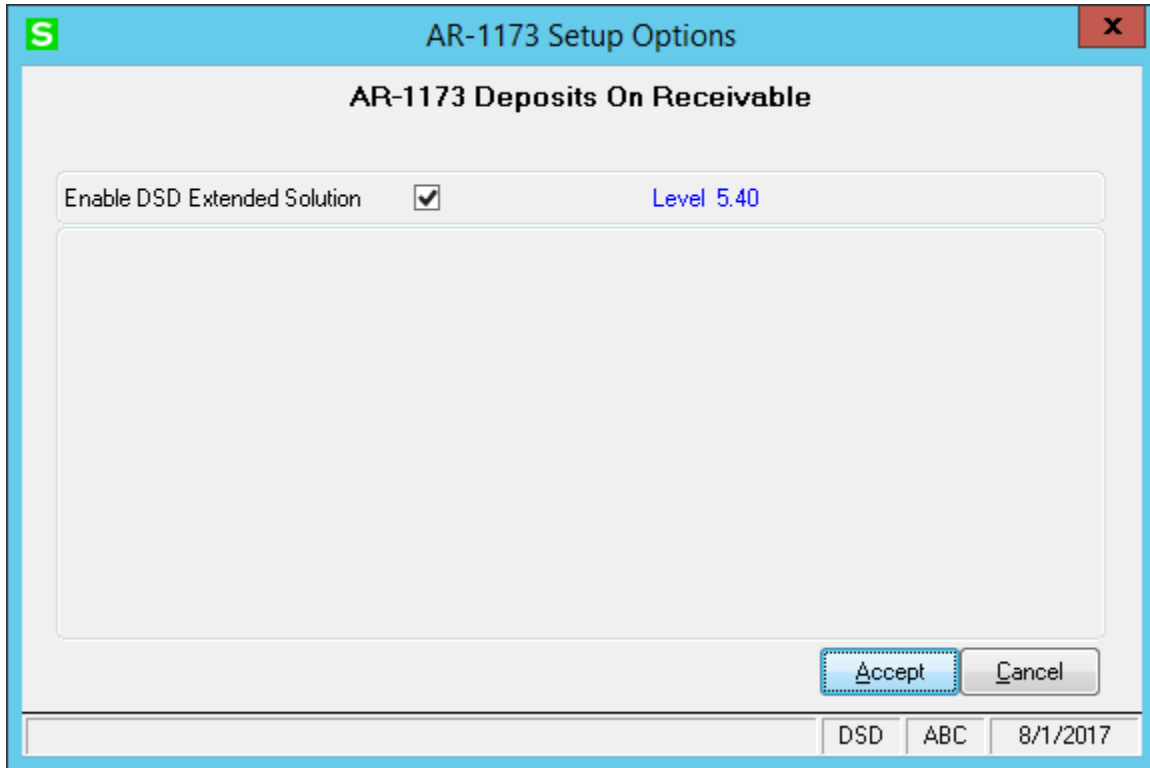 S AR-1173 Setup Options x
AR-1173 Deposits On Receivable
Enable DSD Extended Solution Level 5.40
Accept Cancel
DSD ABC 8/1/2017